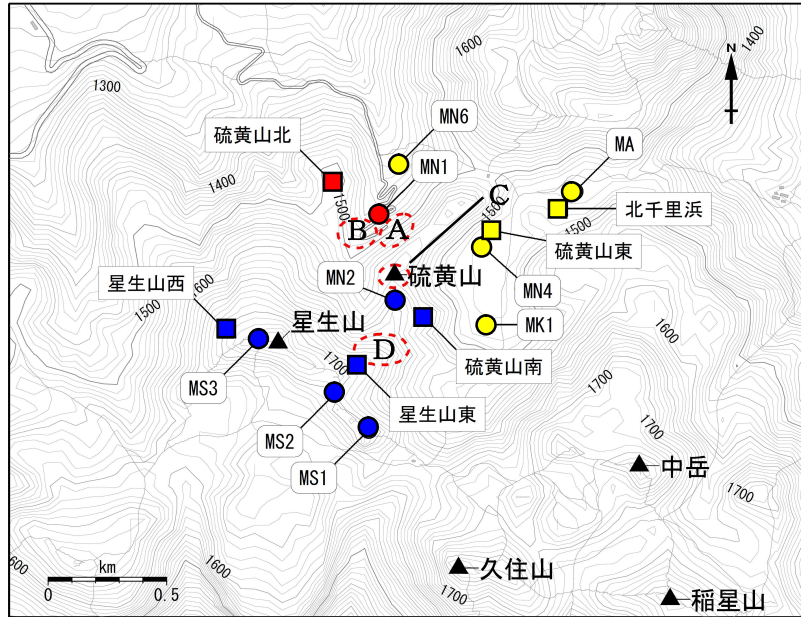 1600
1400
N
1300
MN6
硫黄山北
MN1
MA
1400
1500
C
1500
北千里浜
1500
B
A
硫黄山東
硫黄山
MN2
MN4
星生山西
1600
1500
星生山
MK1
1600
D
硫黄山南
1700
MS3
1700
星生山東
MS2
1700
MS1
中岳
1700
km
0
0.5
1600
1600
久住山
1700
稲星山